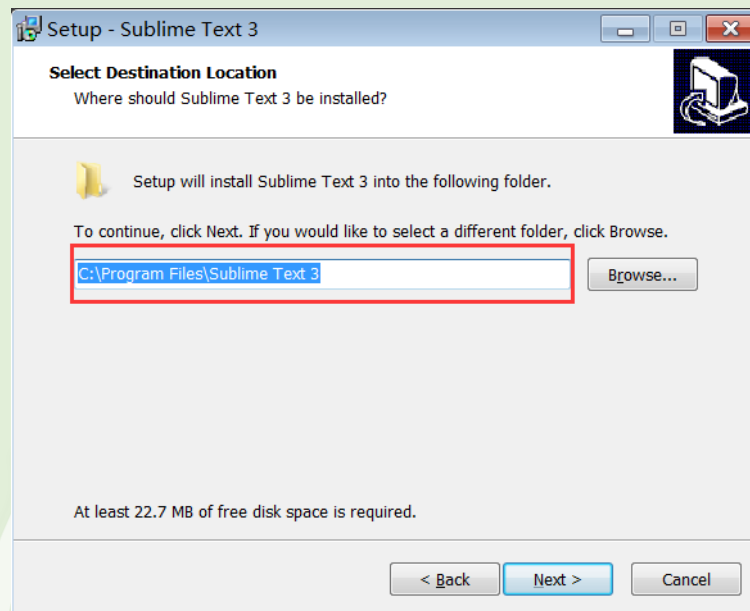 Setup - Sublime Text 3
Select Destination Location
Where should Sublime Text 3 be installed?
Setup will install Sublime Text 3 into the following folder.
To continue, click Next. If you would like to select a different folder, click Browse.
C:\Program Files\Sublime Text 3
Browse...
At least 22.7 MB of free disk space is required.
< Back
Next >
Cancel